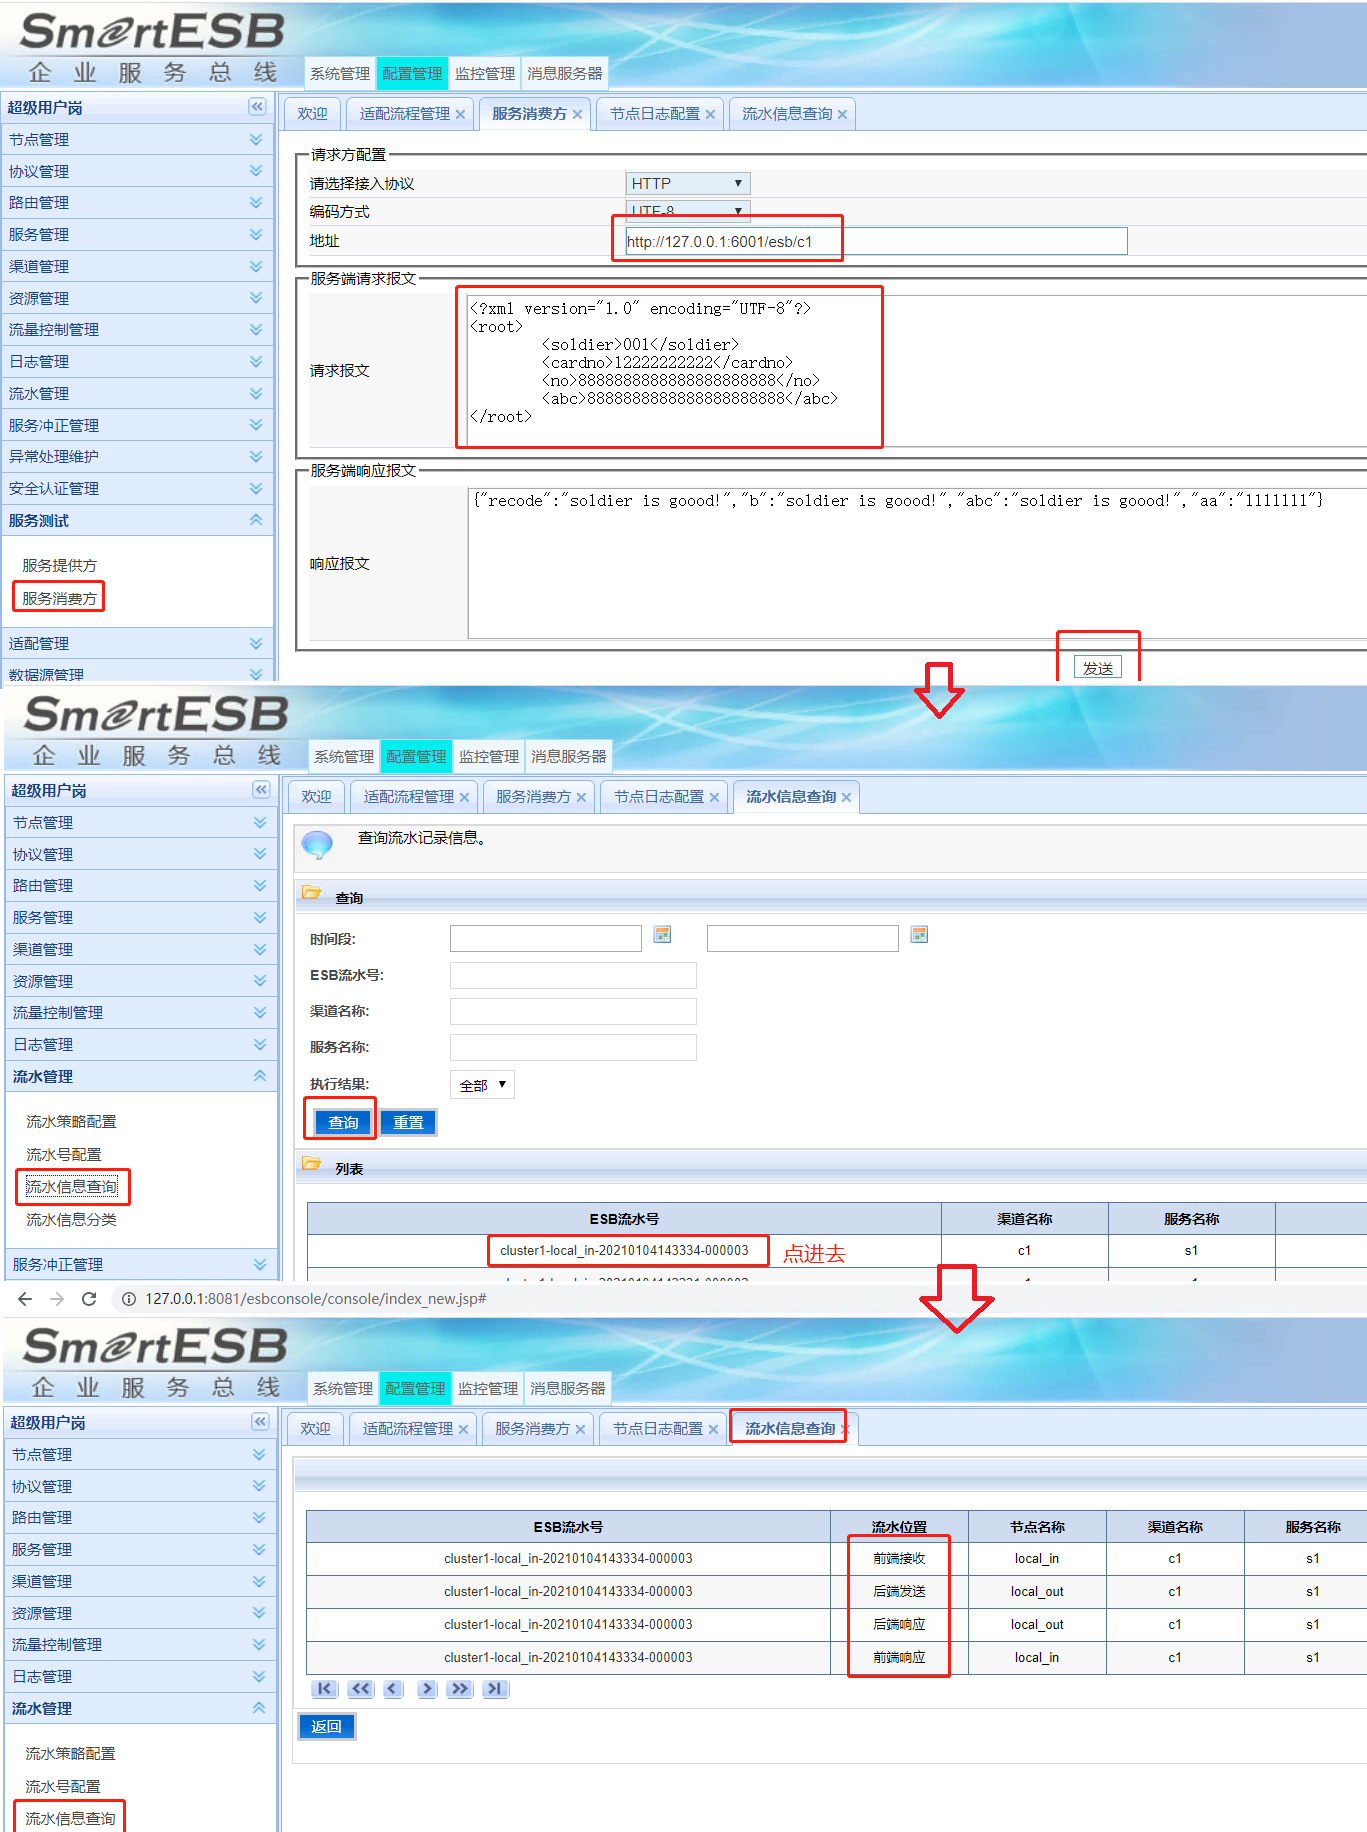 Sm@rtESB
企业服务总线
系统管理 配置管理 监控管理 消息服务器
超级用户岗
欢迎 适配流程管理 服务消费方 节点日志配置 流水信息查询
节点管理
协议管理
路由管理
服务管理
渠道管理
资源管理
流量控制管理
日志管理
流水管理
服务冲正管理
异常处理维护
安全认证管理
服务测试
服务提供方
服务消费方
适配管理
数据源管理
请求方配置
请选择接入协议 HTTP
编码方式 UTF-8
地址 http://127.0.0.1:6001/esb/c1
服务端请求报文
请求报文
<?xml version="1.0" encoding="UTF-8"?>
<root>
<soldier>001</soldier>
<cardno>12222222222</cardno>
<no>8888888888888888888888</no>
<abc>8888888888888888888888</abc>
</root>
服务端响应报文
响应报文
{"recode":"soldier is goood!","b":"soldier is goood!","abc":"soldier is goood!","aa":"1111111"}
发送
Sm@rtESB
企业服务总线
系统管理 配置管理 监控管理 消息服务器
超级用户岗
欢迎 适配流程管理 服务消费方 节点日志配置 流水信息查询
节点管理
协议管理
路由管理
服务管理
渠道管理
资源管理
流量控制管理
日志管理
流水管理
流水策略配置
流水号配置
流水信息查询
流水信息分类
服务冲正管理
查询流水记录信息。
查询
时间段:
ESB流水号:
渠道名称:
服务名称:
执行结果: 全部
查询 重置
列表
ESB流水号 渠道名称 服务名称
cluster1-local_in-20210104143334-000003 点进去 c1 s1
127.0.0.1:8081/esbconsole/console/index_new.jsp#
Sm@rtESB
企业服务总线
系统管理 配置管理 监控管理 消息服务器
超级用户岗
欢迎 适配流程管理 服务消费方 节点日志配置 流水信息查询
节点管理
协议管理
路由管理
服务管理
渠道管理
资源管理
流量控制管理
日志管理
流水管理
流水策略配置
流水号配置
流水信息查询
ESB流水号 流水位置 节点名称 渠道名称 服务名称
cluster1-local_in-20210104143334-000003 前端接收 local_in c1 s1
cluster1-local_in-20210104143334-000003 后端发送 local_out c1 s1
cluster1-local_in-20210104143334-000003 后端响应 local_out c1 s1
cluster1-local_in-20210104143334-000003 前端响应 local_in c1 s1
返回